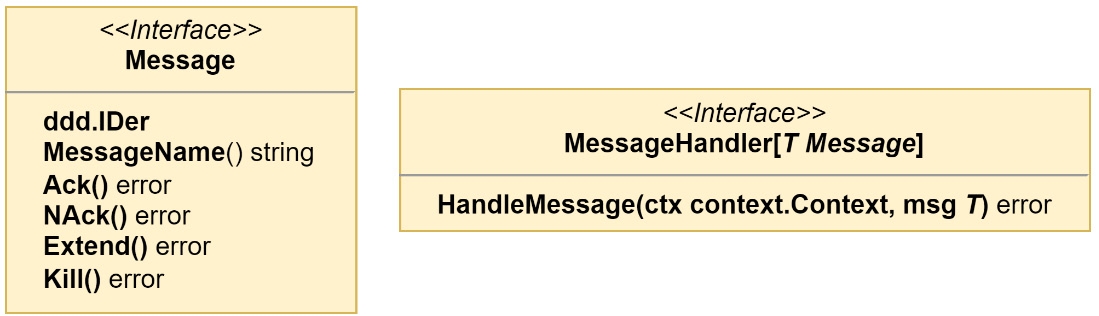 <<Interface>>
Message
ddd.IDer
MessageName() string
Ack() error
NAck() error
Extend() error
Kill() error
<<Interface>>
MessageHandler[T Message]
HandleMessage(ctx context.Context, msg T) error